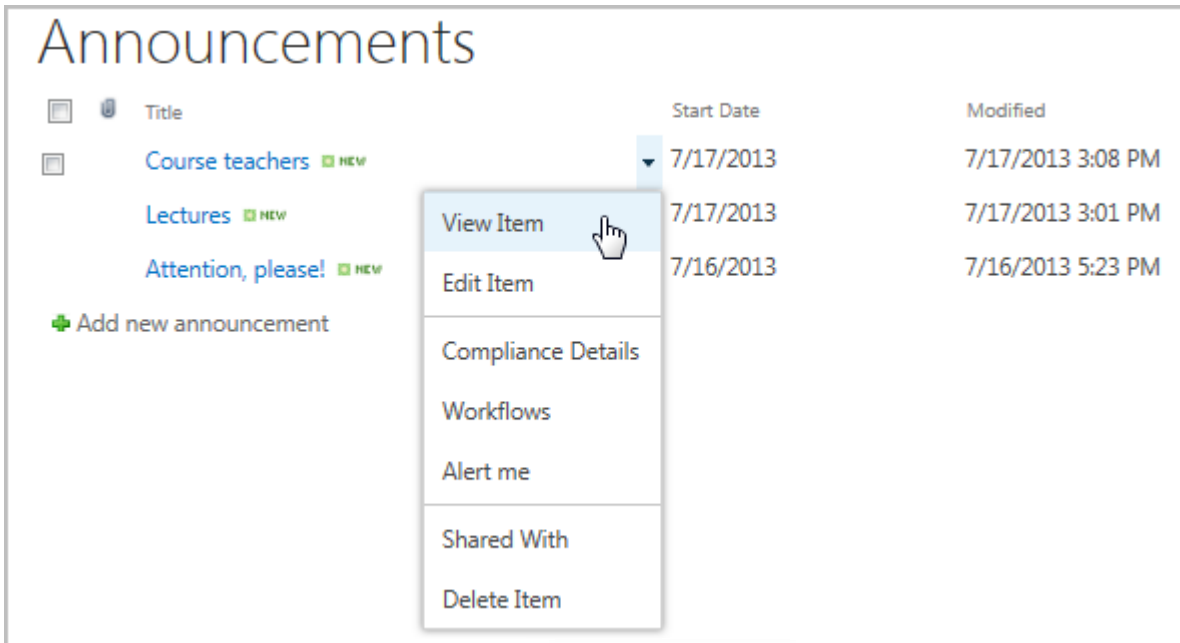 Announcements
Title Start Date Modified
Course teachers NEW 7/17/2013 7/17/2013 3:08 PM
Lectures NEW 7/17/2013 7/17/2013 3:01 PM
Attention, please! NEW 7/16/2013 7/16/2013 5:23 PM
Add new announcement
View Item
Edit Item
Compliance Details
Workflows
Alert me
Shared With
Delete Item